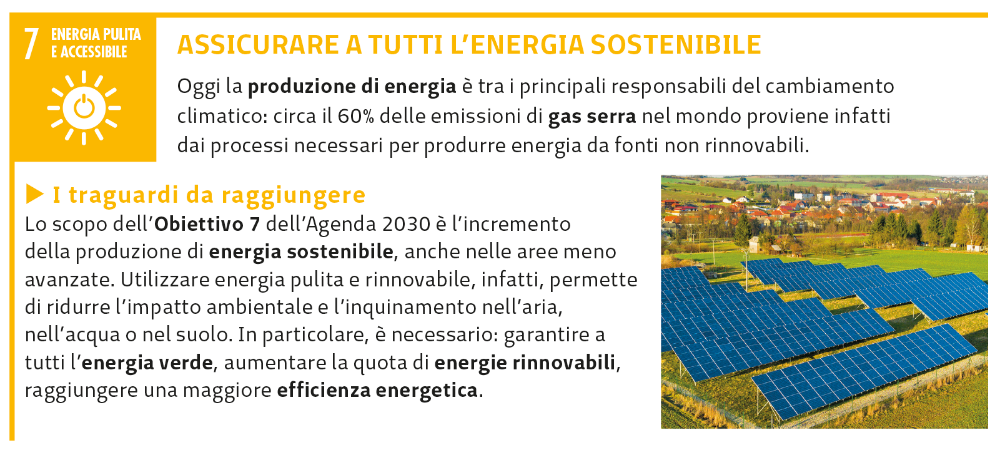 7 ENERGIA PULITA
E ACCESSIBILE
ASSICURARE A TUTTI L’ENERGIA SOSTENIBILE
Oggi la produzione di energia è tra i principali responsabili del cambiamento
climatico: circa il 60% delle emissioni di gas serra nel mondo proviene infatti
dai processi necessari per produrre energia da fonti non rinnovabili.
I traguardi da raggiungere
Lo scopo dell’Obiettivo 7 dell’Agenda 2030 è l’incremento
della produzione di energia sostenibile, anche nelle aree meno
avanzate. Utilizzare energia pulita e rinnovabile, infatti, permette
di ridurre l’impatto ambientale e l’inquinamento nell’aria,
nell’acqua o nel suolo. In particolare, è necessario: garantire a
tutti l’energia verde, aumentare la quota di energie rinnovabili,
raggiungere una maggiore efficienza energetica.